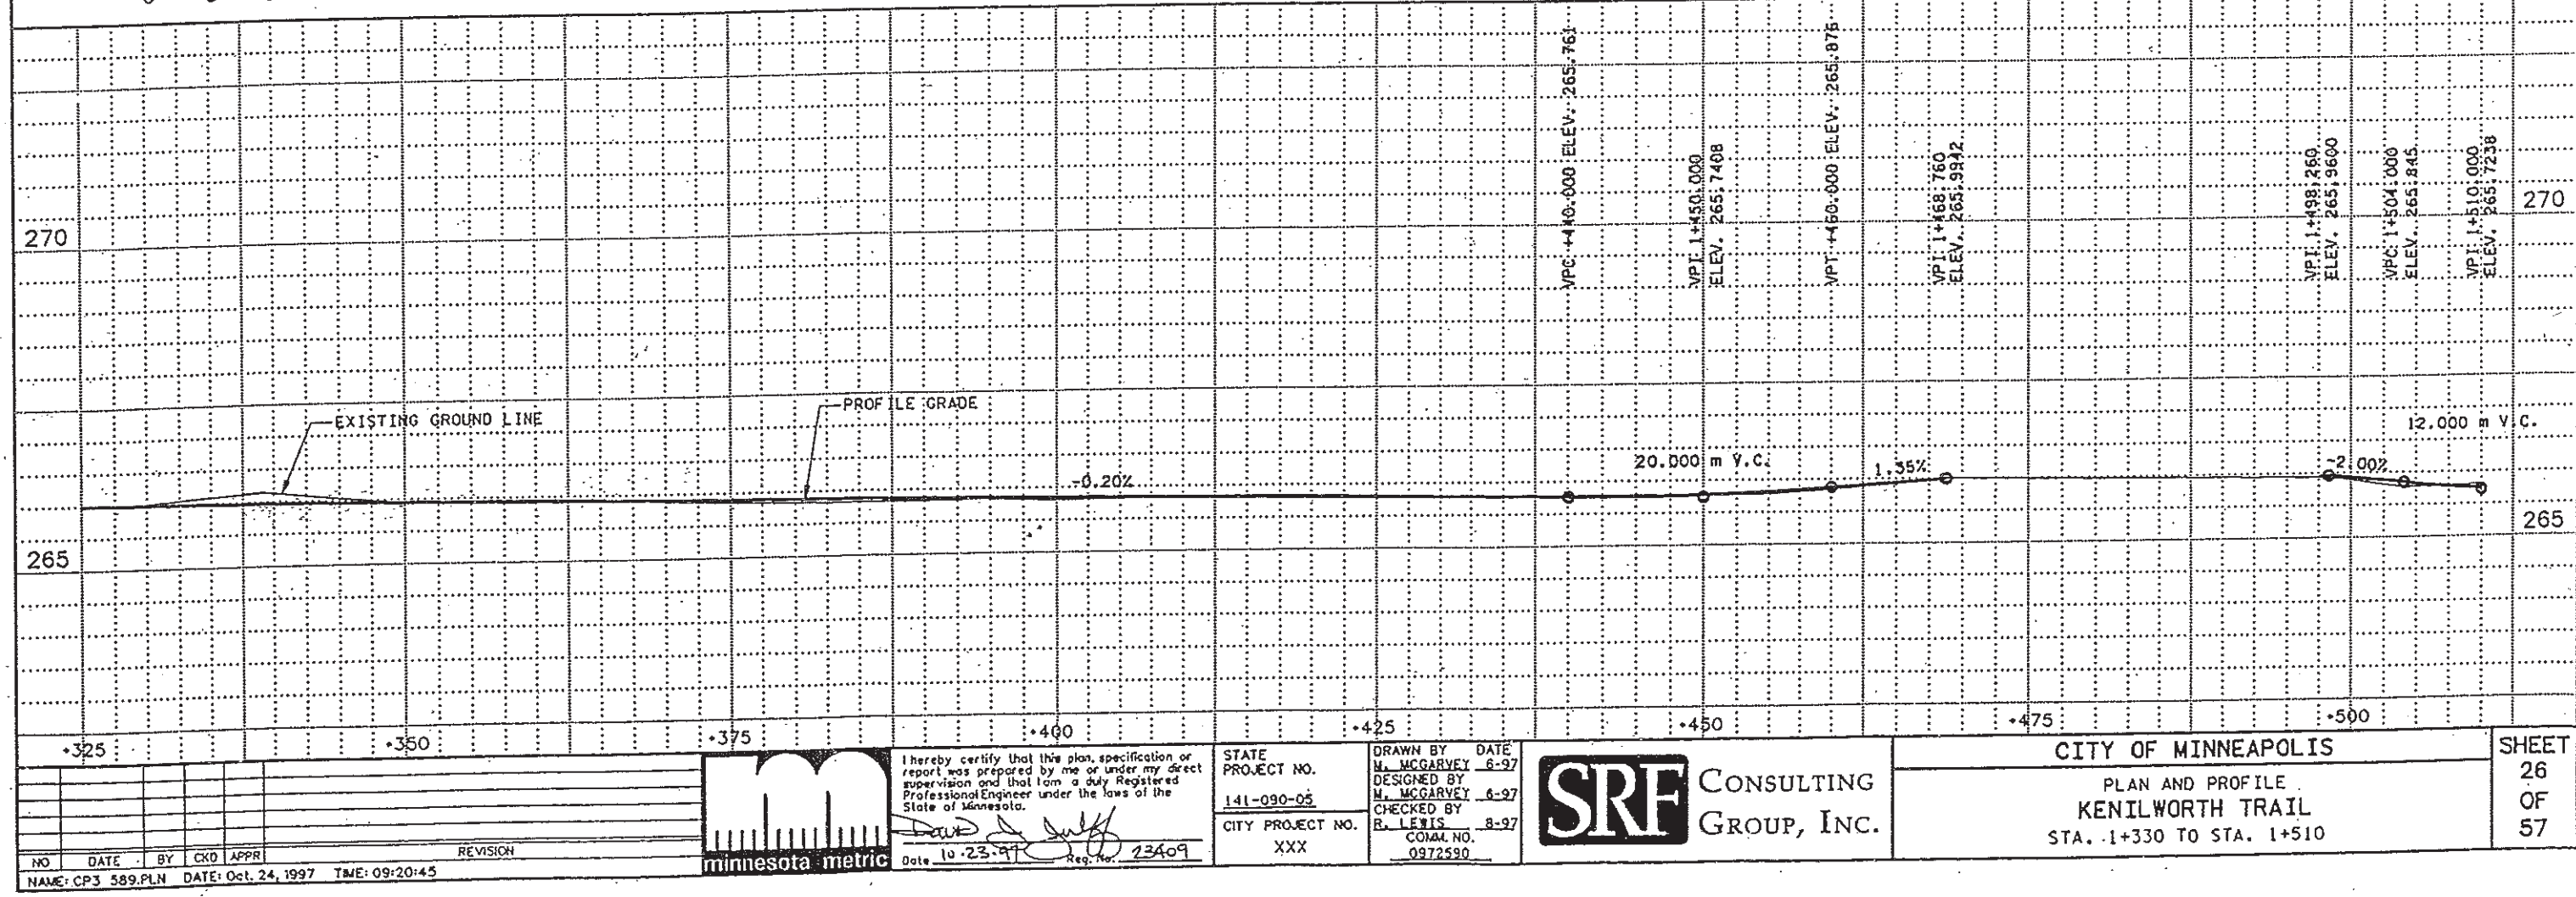 VPC +440.000 ELEV. 265.761
VPI 1+450.000
ELEV. 265.7408
VPT +460.000 ELEV. 265.876
VPI 1+468.760
ELEV. 265.9942
VPI 1+498.260
ELEV. 265.9600
VPC 1+504.000
ELEV. 265.845
VPI 1+510.000
ELEV. 265.7238
270
270
EXISTING GROUND LINE
PROFILE GRADE
12.000 m V.C.
20.000 m V.C.
-0.20%
1.35%
-2.00%
265
265
+325
+350
+375
+400
+425
+450
+475
+500
NO DATE BY CKD APPR REVISION
NAME: CP3 589.PLN DATE: Oct. 24, 1997 TIME: 09:20:45
minnesota metric
I hereby certify that this plan, specification or
report was prepared by me or under my direct
supervision and that I am a duly Registered
Professional Engineer under the laws of the
State of Minnesota.
Date 10-23-97 Reg. No. 23409
STATE
PROJECT NO.
141-090-05
CITY PROJECT NO.
XXX
DRAWN BY DATE
M. MCGARVEY 6-97
DESIGNED BY
M. MCGARVEY 6-97
CHECKED BY
R. LEWIS 8-97
COMM. NO.
0972590
SRF CONSULTING
GROUP, INC.
CITY OF MINNEAPOLIS
PLAN AND PROFILE
KENILWORTH TRAIL
STA. 1+330 TO STA. 1+510
SHEET
26
OF
57